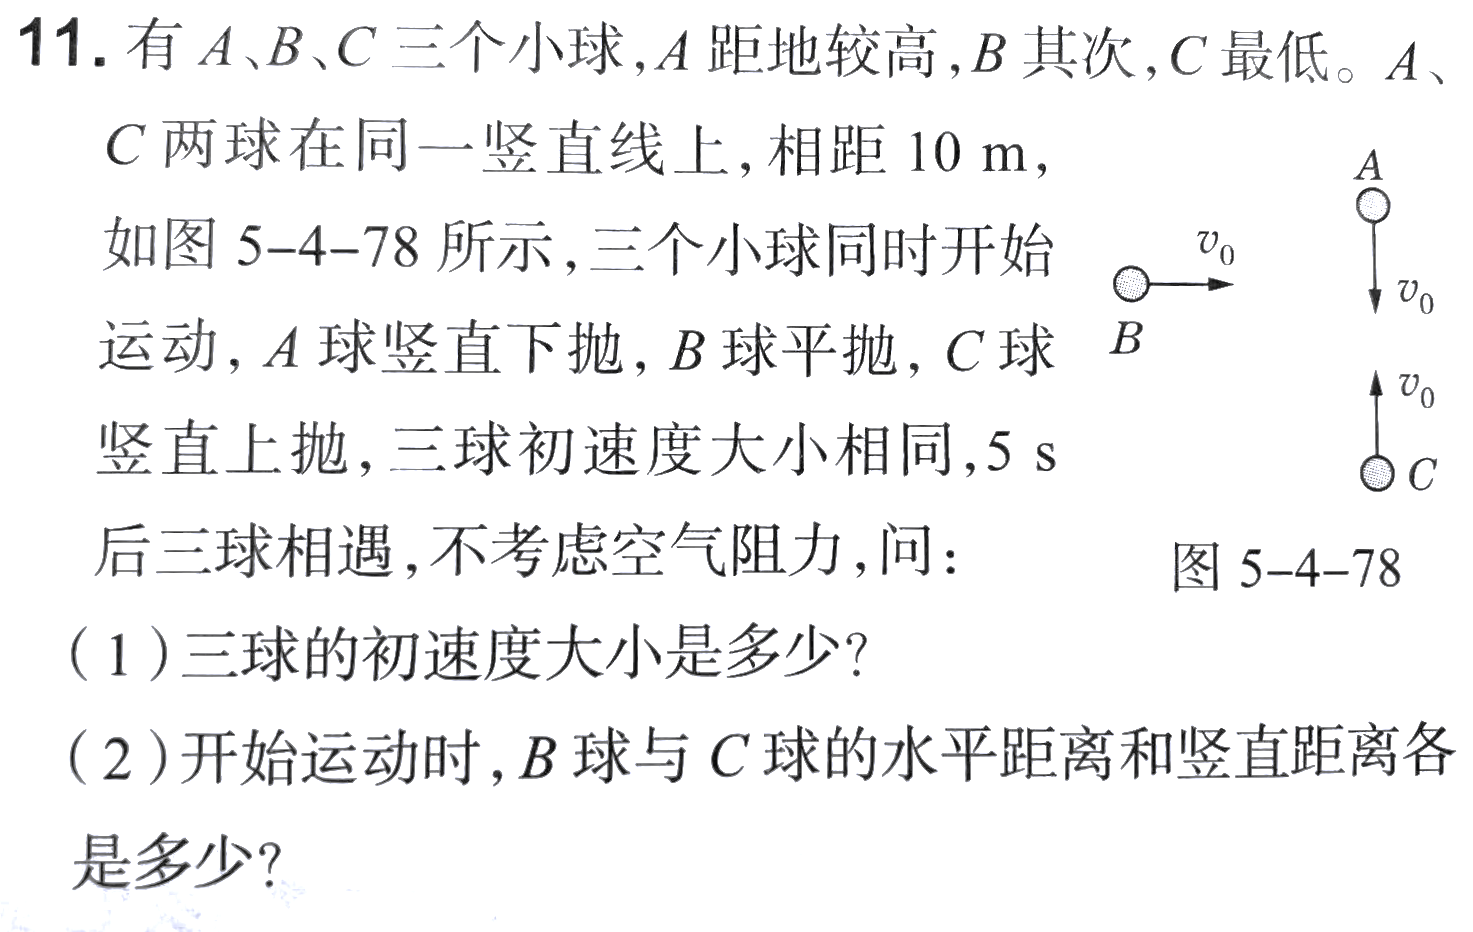 11. 有 A、B、C 三个小球,A 距地较高,B 其次,C 最低。A、
C 两球在同一竖直线上,相距 10 m,
如图 5-4-78 所示,三个小球同时开始
运动, A 球竖直下抛, B 球平抛, C 球
竖直上抛,三球初速度大小相同,5 s
后三球相遇,不考虑空气阻力,问:
A
v₀
B
v₀
v₀
C
图 5-4-78
(1)三球的初速度大小是多少?
(2)开始运动时,B 球与 C 球的水平距离和竖直距离各
是多少?